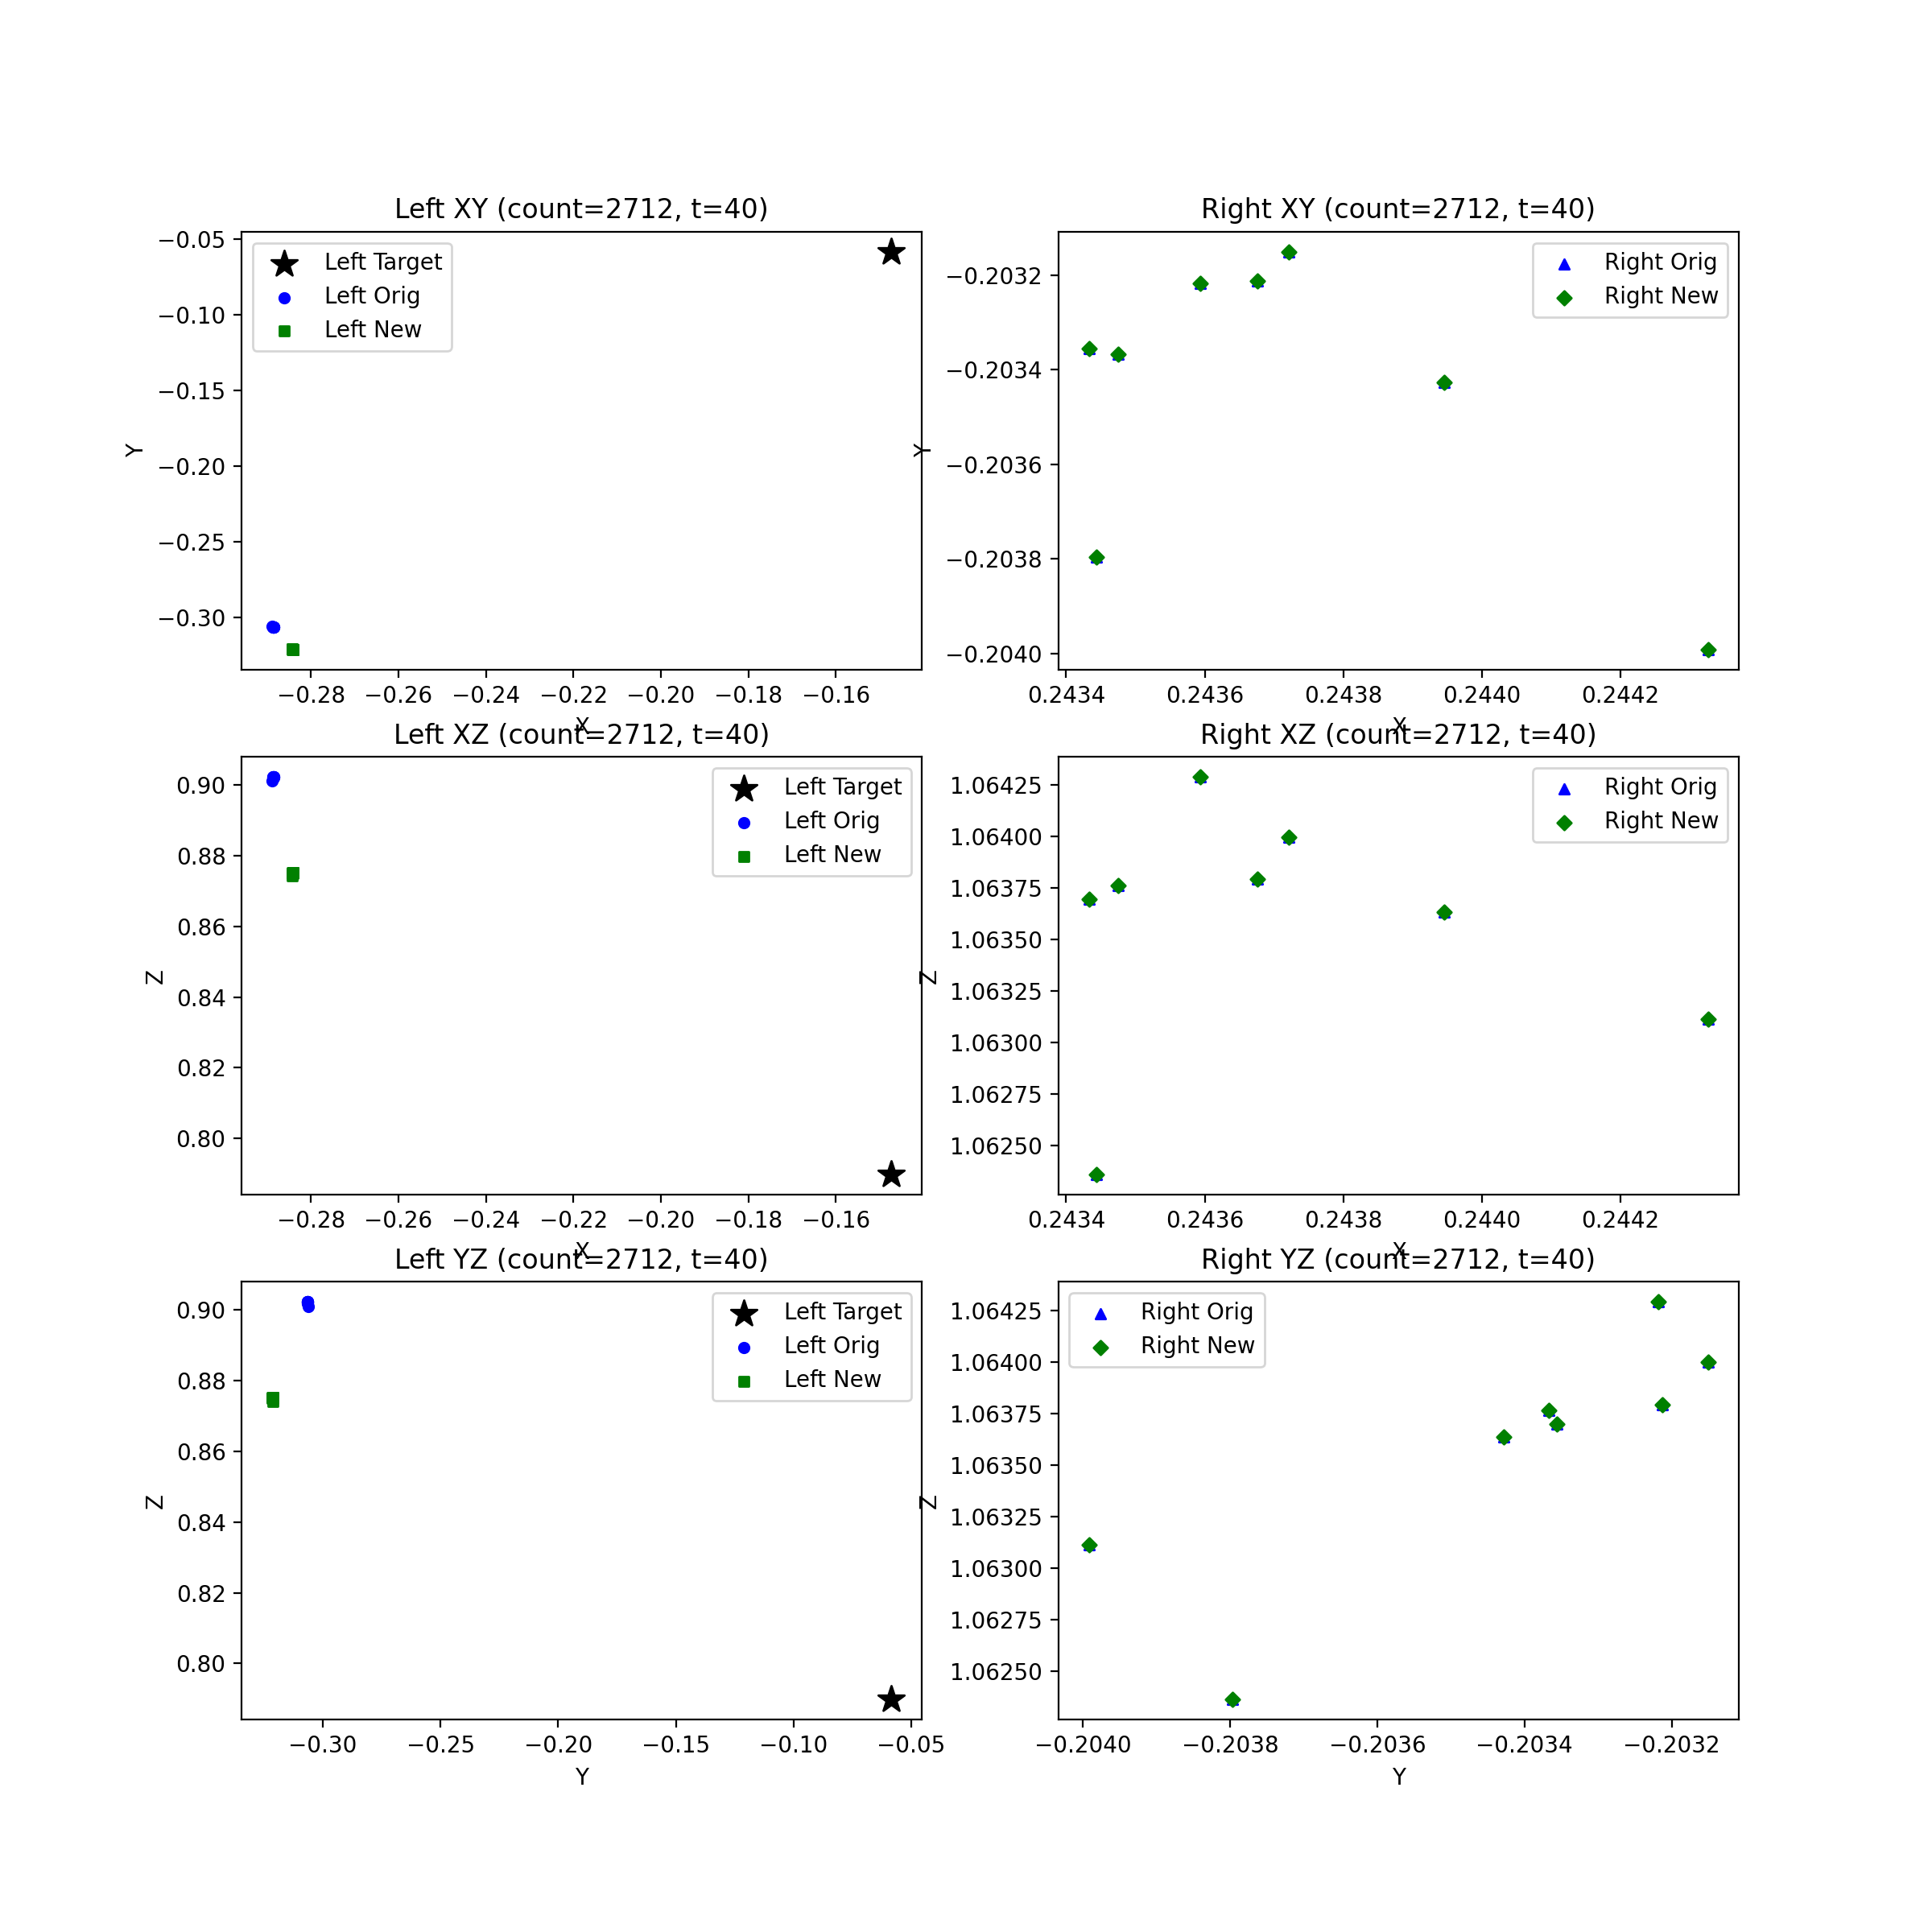 Left XY (count=2712, t=40)
−0.05
−0.10
−0.15
−0.20
−0.25
−0.30
Y
Left Target
Left Orig
Left New
−0.28 −0.26 −0.24 −0.22 −0.20 −0.18 −0.16
X
Right XY (count=2712, t=40)
−0.2032
−0.2034
−0.2036
−0.2038
−0.2040
Y
Right Orig
Right New
0.2434 0.2436 0.2438 0.2440 0.2442
X
Left XZ (count=2712, t=40)
0.90
0.88
0.86
0.84
0.82
0.80
Z
Left Target
Left Orig
Left New
−0.28 −0.26 −0.24 −0.22 −0.20 −0.18 −0.16
X
Right XZ (count=2712, t=40)
1.06425
1.06400
1.06375
1.06350
1.06325
1.06300
1.06275
1.06250
Z
Right Orig
Right New
0.2434 0.2436 0.2438 0.2440 0.2442
X
Left YZ (count=2712, t=40)
0.90
0.88
0.86
0.84
0.82
0.80
Z
Left Target
Left Orig
Left New
−0.30 −0.25 −0.20 −0.15 −0.10 −0.05
Y
Right YZ (count=2712, t=40)
1.06425
1.06400
1.06375
1.06350
1.06325
1.06300
1.06275
1.06250
Z
Right Orig
Right New
−0.2040 −0.2038 −0.2036 −0.2034 −0.2032
Y